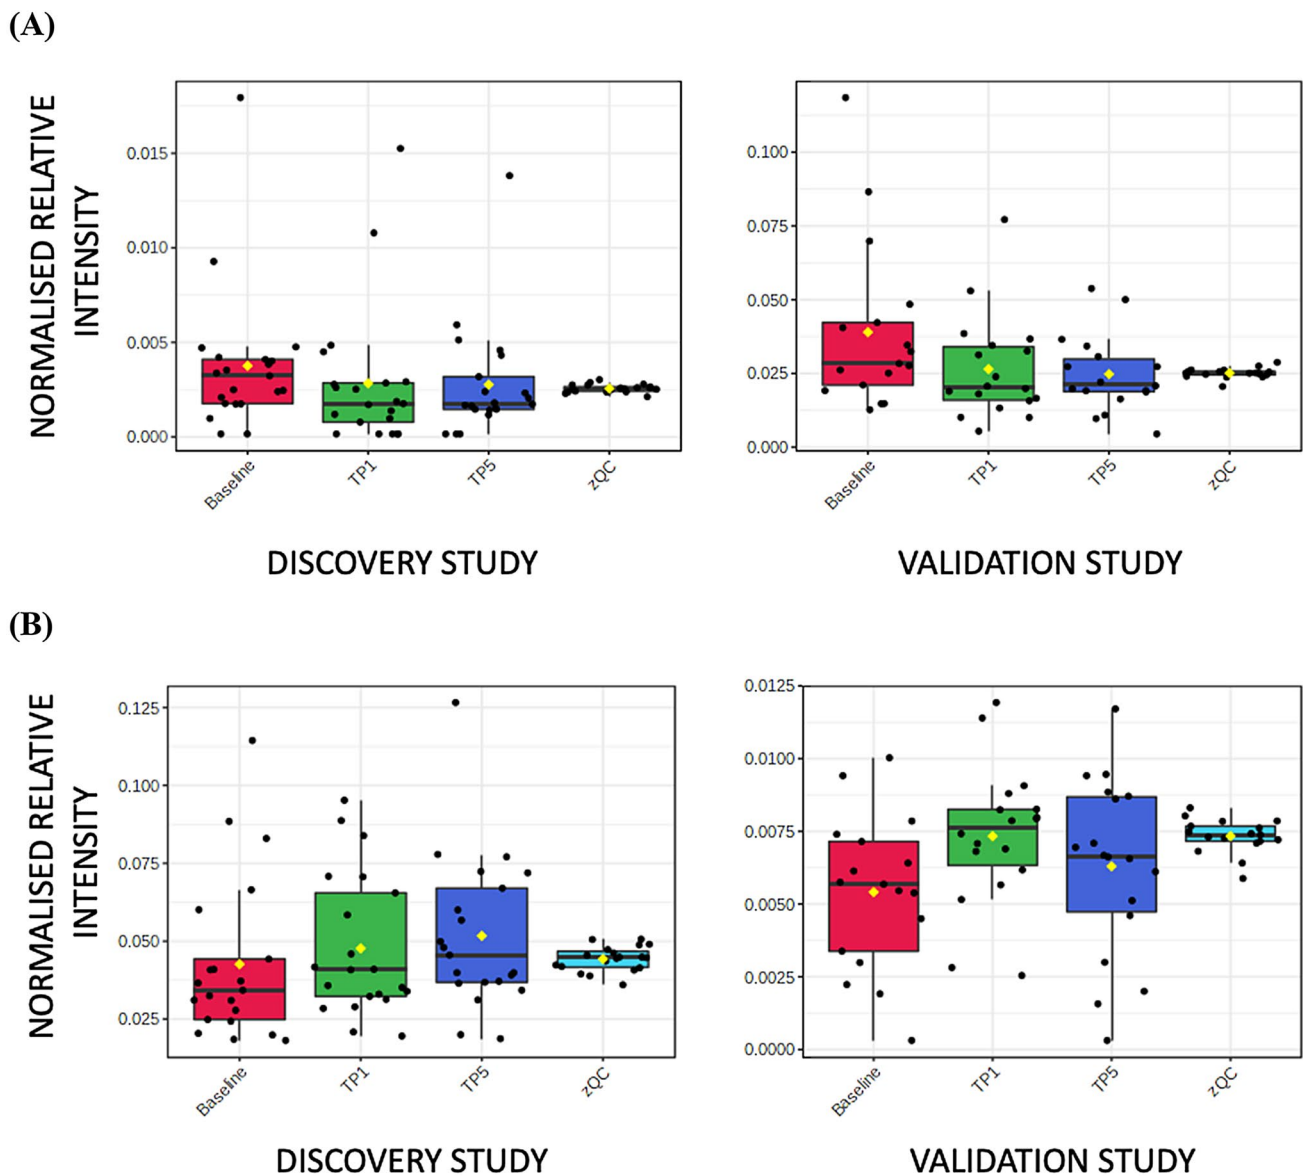 (A)
NORMALISED RELATIVE
INTENSITY
0.015
0.010
0.005
0.000
Baseline
TP1
TP5
zQC
DISCOVERY STUDY
0.100
0.075
0.050
0.025
0.000
Baseline
TP1
TP5
zQC
VALIDATION STUDY
(B)
NORMALISED RELATIVE
INTENSITY
0.125
0.100
0.075
0.050
0.025
Baseline
TP1
TP5
zQC
DISCOVERY STUDY
0.0125
0.0100
0.0075
0.0050
0.0025
0.0000
Baseline
TP1
TP5
zQC
VALIDATION STUDY